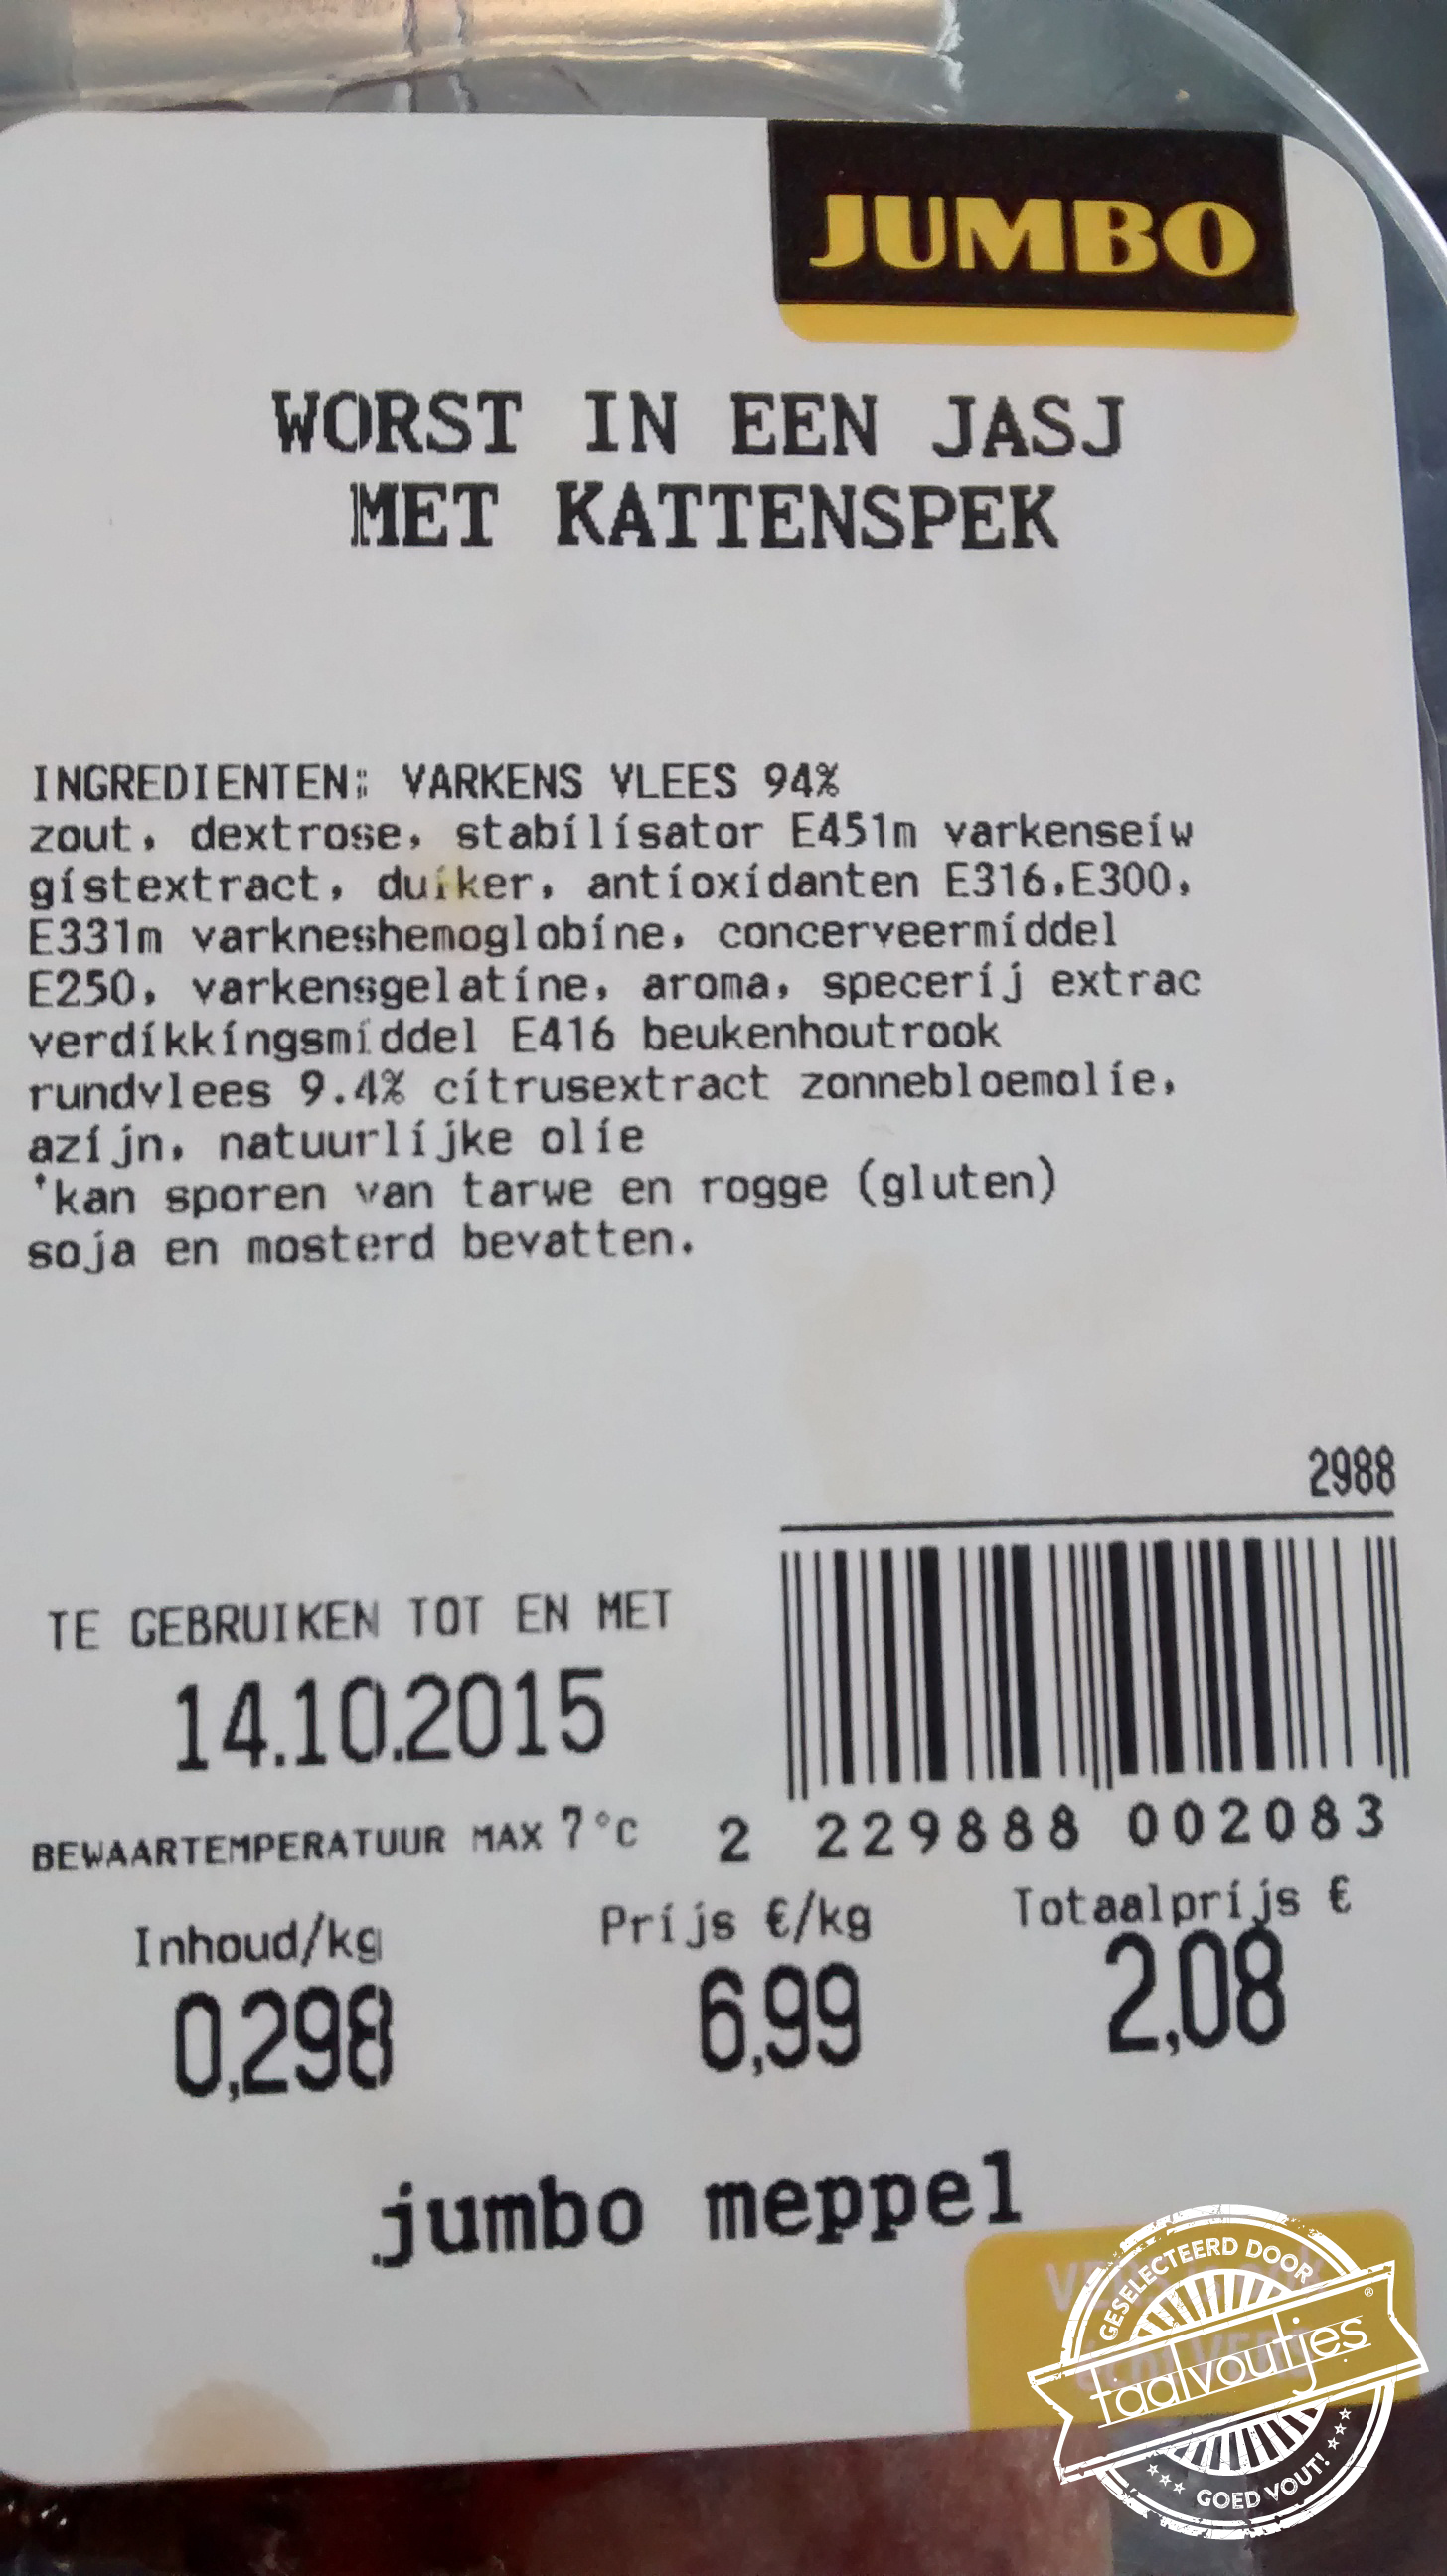 JUMBO
WORST IN EEN JASJ
MET KATTENSPEK
INGREDIENTEN: VARKENS VLEES 94%
zout, dextrose, stabilisator E451m varkenseiw
gistextract, duiker, antioxidanten E316,E300,
E331m varkneshemoglobine, concerveermiddel
E250, varkensgelatine, aroma, specerij extrac
verdikkingsmiddel E416 beukenhoutrook
rundvlees 9.4% citrusextract zonnebloemolie,
azijn, natuurlijke olie
*kan sporen van tarwe en rogge (gluten)
soja en mosterd bevatten.
2988
TE GEBRUIKEN TOT EN MET
14.10.2015
BEWAARTEMPERATUUR MAX 7°C
2 229888 002083
Inhoud/kg Prijs €/kg Totaalprijs €
0,298 6,99 2,08
jumbo meppel
GESELECTEERD DOOR
taalvoutjes®
GOED VOUT!